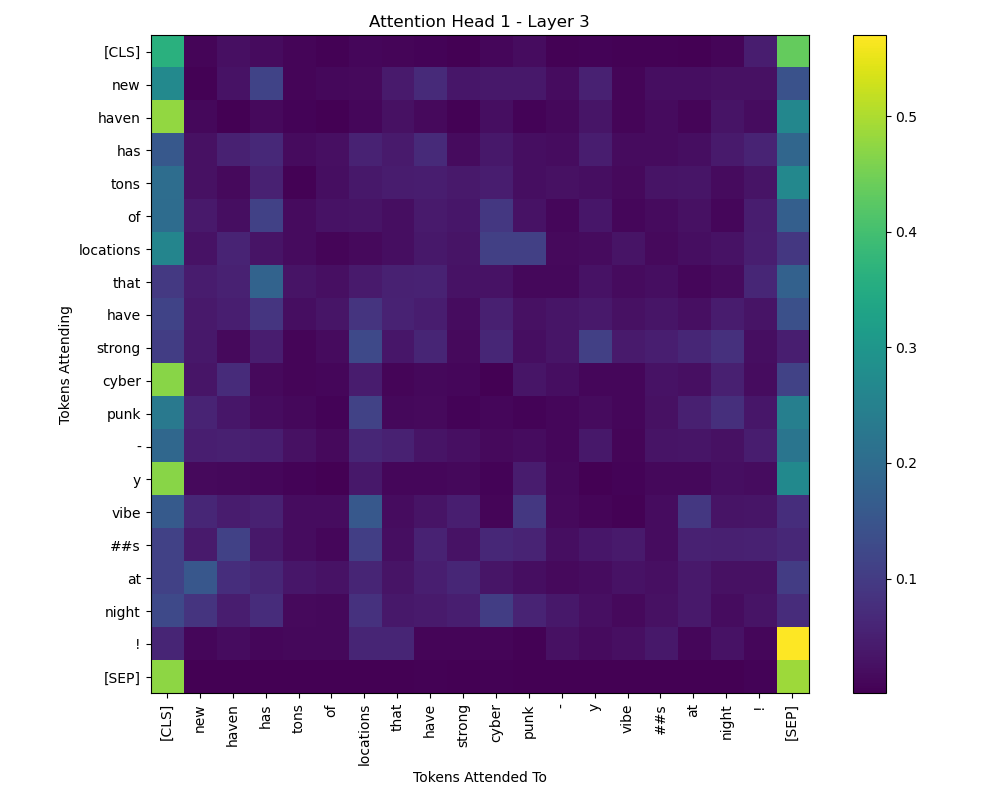 Attention Head 1 - Layer 3
Tokens Attending
[CLS]
new
haven
has
tons
of
locations
that
have
strong
cyber
punk
-
y
vibe
##s
at
night
!
[SEP]
[CLS]
new
haven
has
tons
of
locations
that
have
strong
cyber
punk
-
y
vibe
##s
at
night
!
[SEP]
Tokens Attended To
0.5
0.4
0.3
0.2
0.1